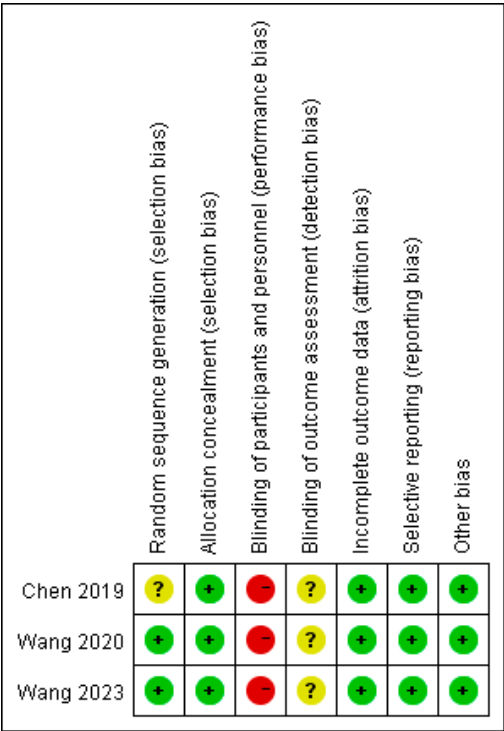 Random sequence generation (selection bias)
Allocation concealment (selection bias)
Blinding of participants and personnel (performance bias)
Blinding of outcome assessment (detection bias)
Incomplete outcome data (attrition bias)
Selective reporting (reporting bias)
Other bias
Chen 2019 ? + - ? + + +
Wang 2020 + + - ? + + +
Wang 2023 + + - ? + + +